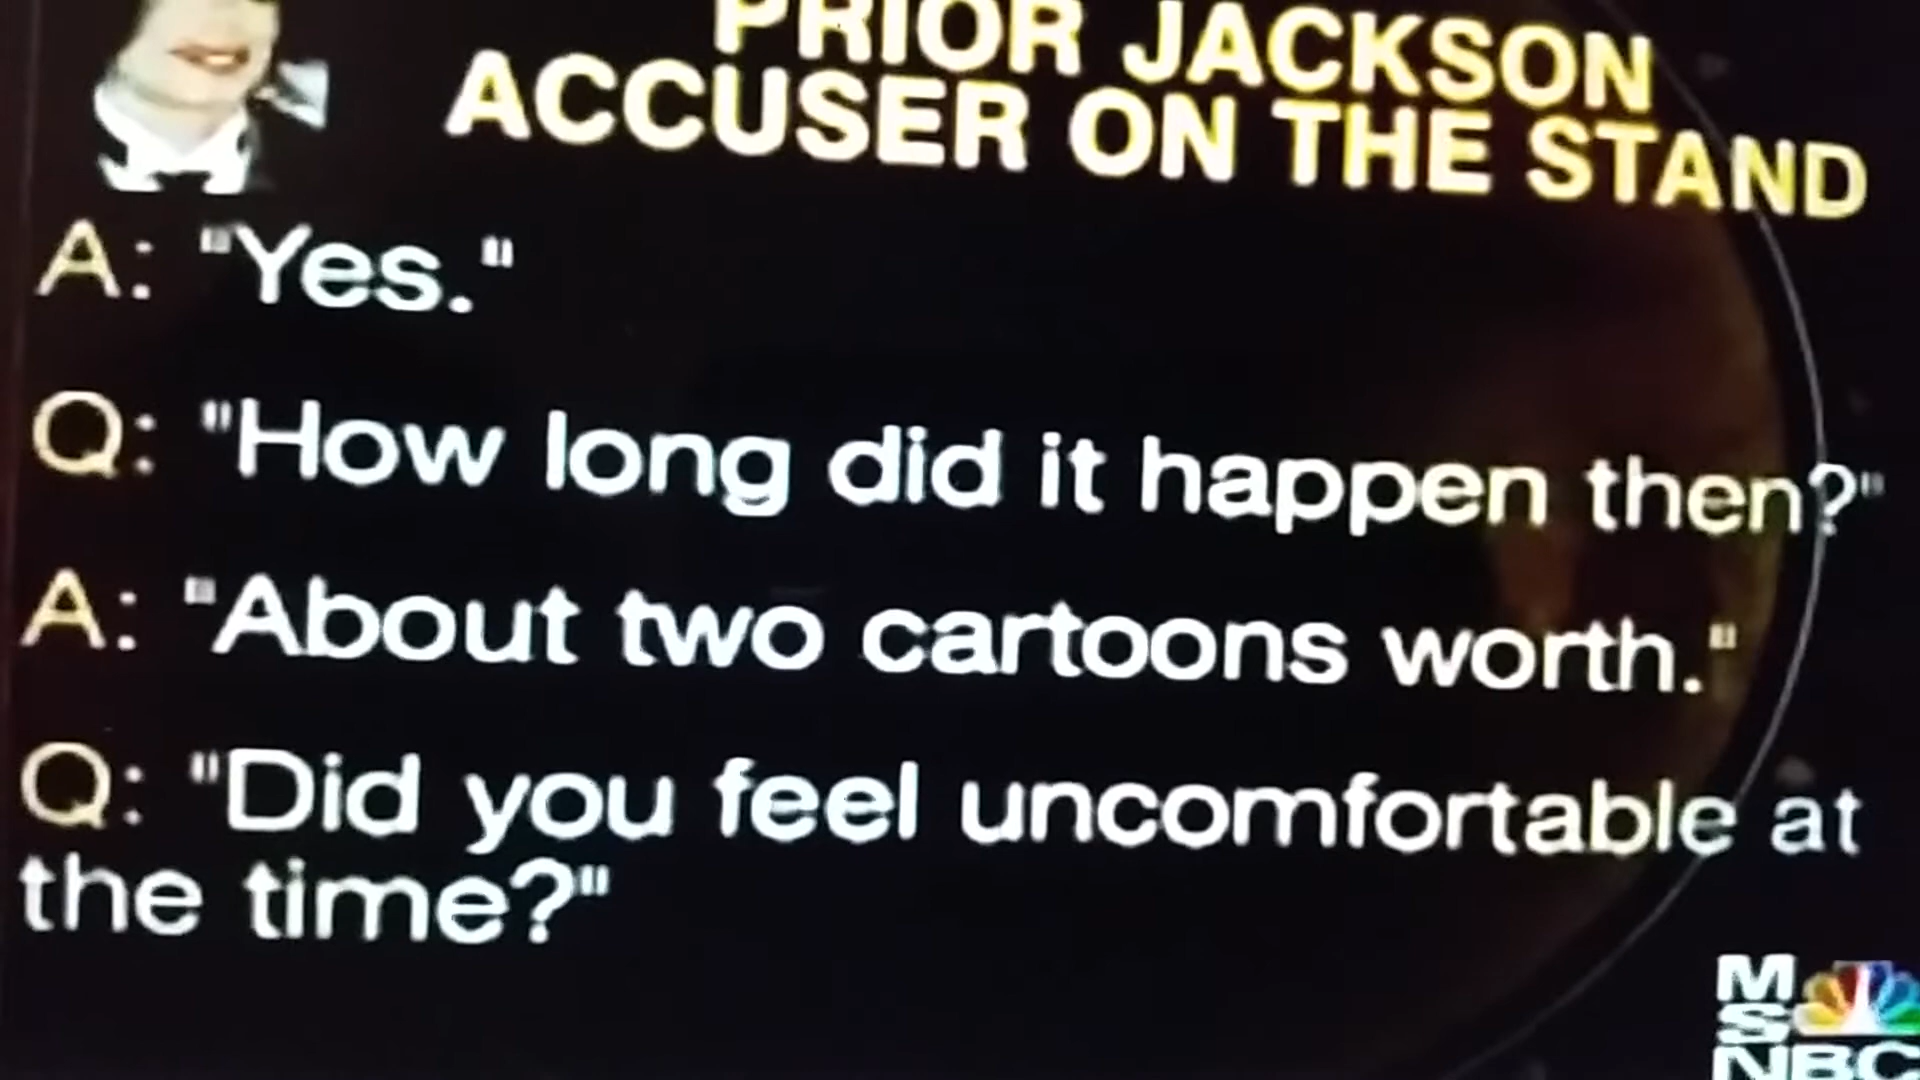 PRIOR JACKSON
ACCUSER ON THE STAND
A: "Yes."
Q: "How long did it happen then?"
A: "About two cartoons worth."
Q: "Did you feel uncomfortable at
the time?"
M
S
NBC